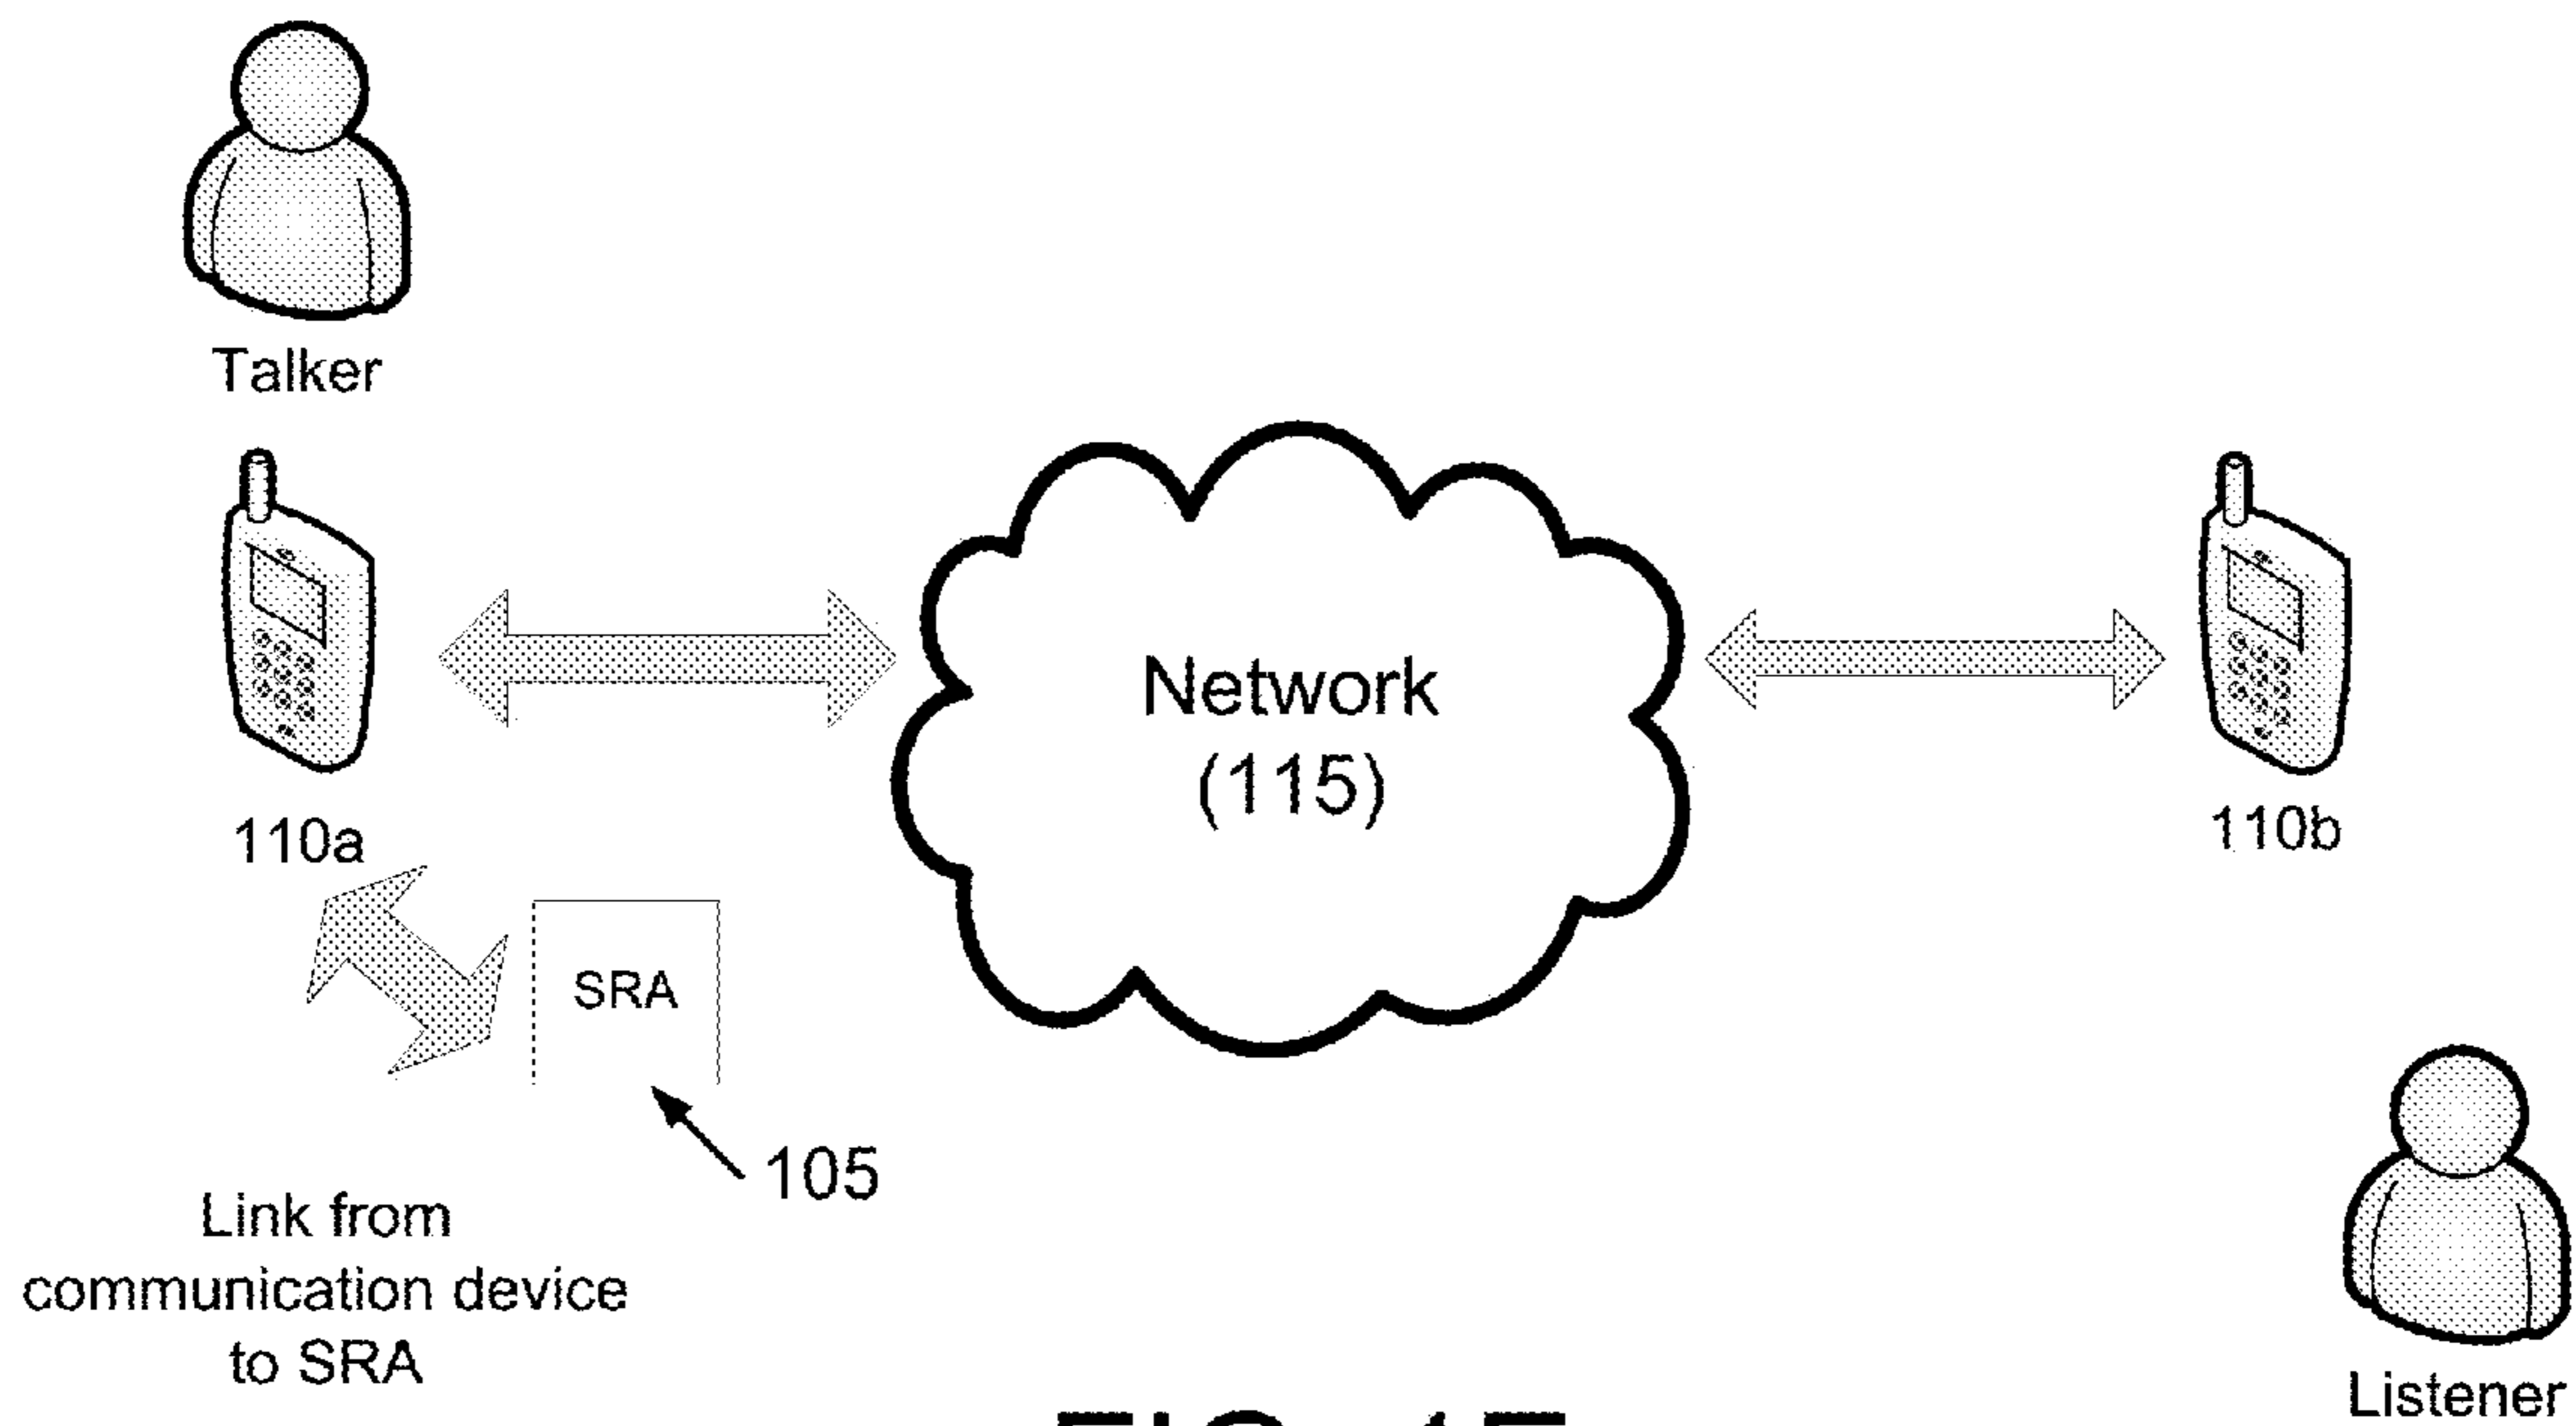 Talker
Network
(115)
110a
110b
SRA
105
Link from
communication device
to SRA
Listener